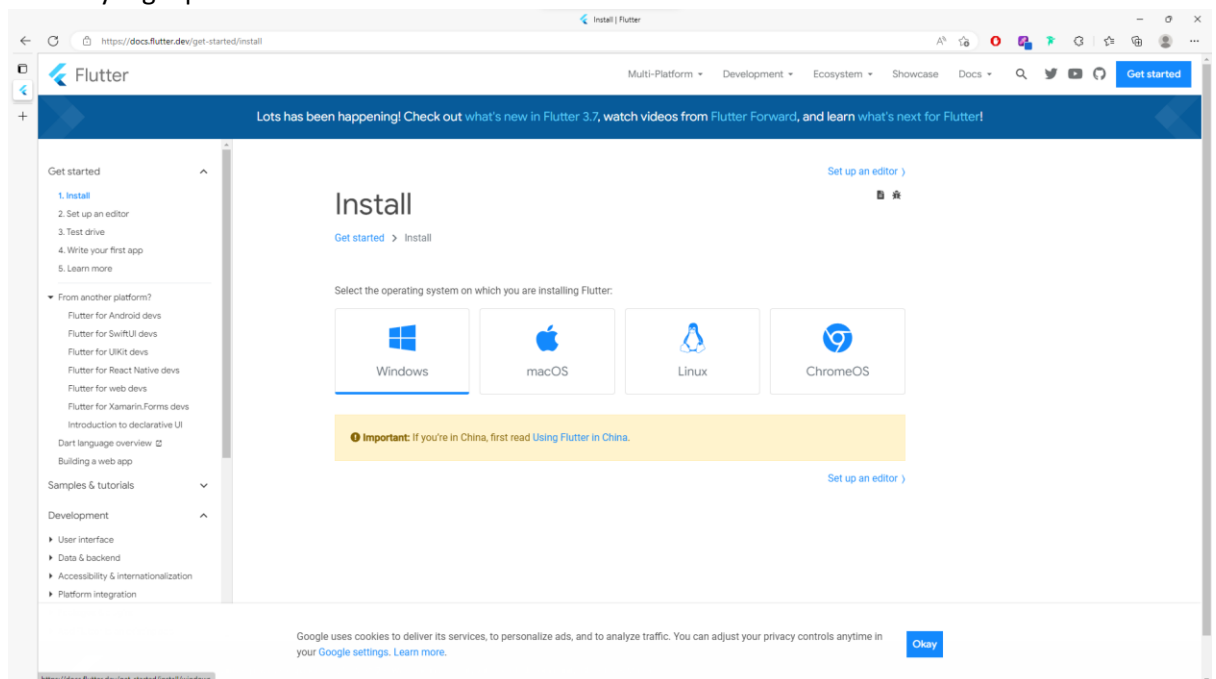 Install | Flutter
https://docs.flutter.dev/get-started/install
Flutter
Multi-Platform
Development
Ecosystem
Showcase
Docs
Get started
Lots has been happening! Check out what's new in Flutter 3.7, watch videos from Flutter Forward, and learn what's next for Flutter!
Get started
1. Install
2. Set up an editor
3. Test drive
4. Write your first app
5. Learn more
From another platform?
Flutter for Android devs
Flutter for SwiftUI devs
Flutter for UIKit devs
Flutter for React Native devs
Flutter for web devs
Flutter for Xamarin.Forms devs
Introduction to declarative UI
Dart language overview
Building a web app
Samples & tutorials
Development
User interface
Data & backend
Accessibility & internationalization
Platform integration
Set up an editor
Install
Get started > Install
Select the operating system on which you are installing Flutter:
Windows
macOS
Linux
ChromeOS
Important: If you're in China, first read Using Flutter in China.
Set up an editor
Google uses cookies to deliver its services, to personalize ads, and to analyze traffic. You can adjust your privacy controls anytime in
your Google settings. Learn more.
Okay